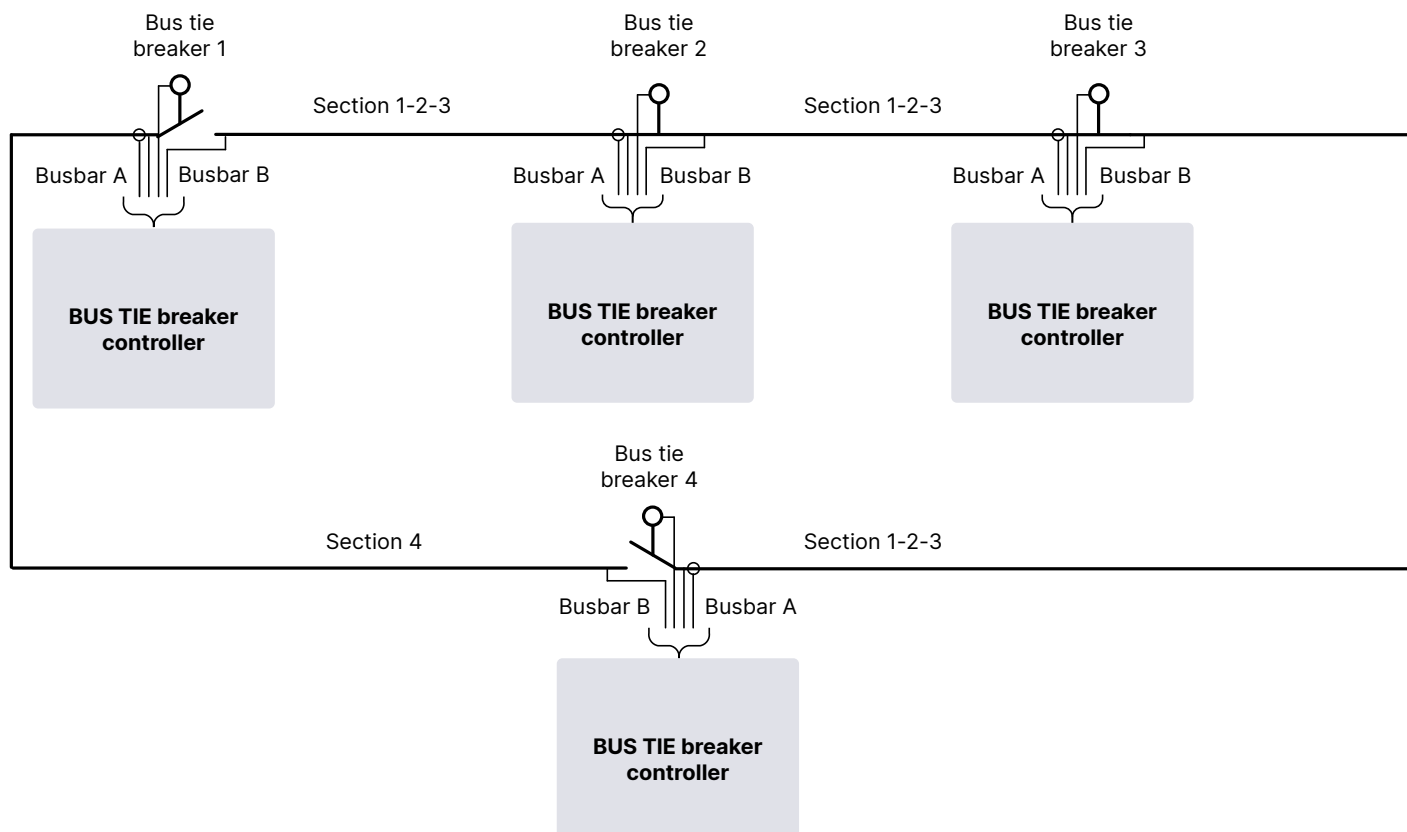 Bus tie
breaker 1
Bus tie
breaker 2
Bus tie
breaker 3
Section 1-2-3
Section 1-2-3
Busbar A
Busbar B
Busbar A
Busbar B
Busbar A
Busbar B
BUS TIE breaker
controller
BUS TIE breaker
controller
BUS TIE breaker
controller
Bus tie
breaker 4
Section 4
Section 1-2-3
Busbar B
Busbar A
BUS TIE breaker
controller